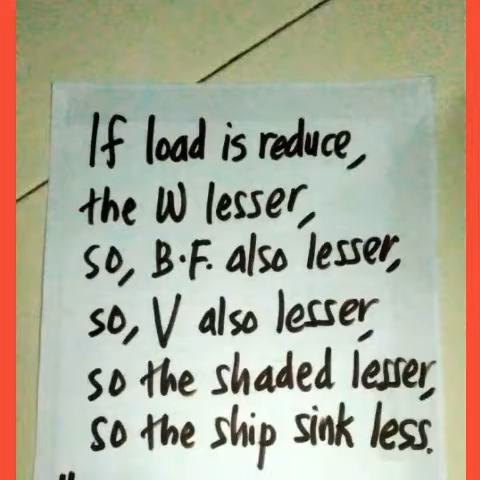 If load is reduce,
the W lesser,
so, B.F. also lesser,
so, V also lesser,
so the shaded lesser,
so the ship sink less.